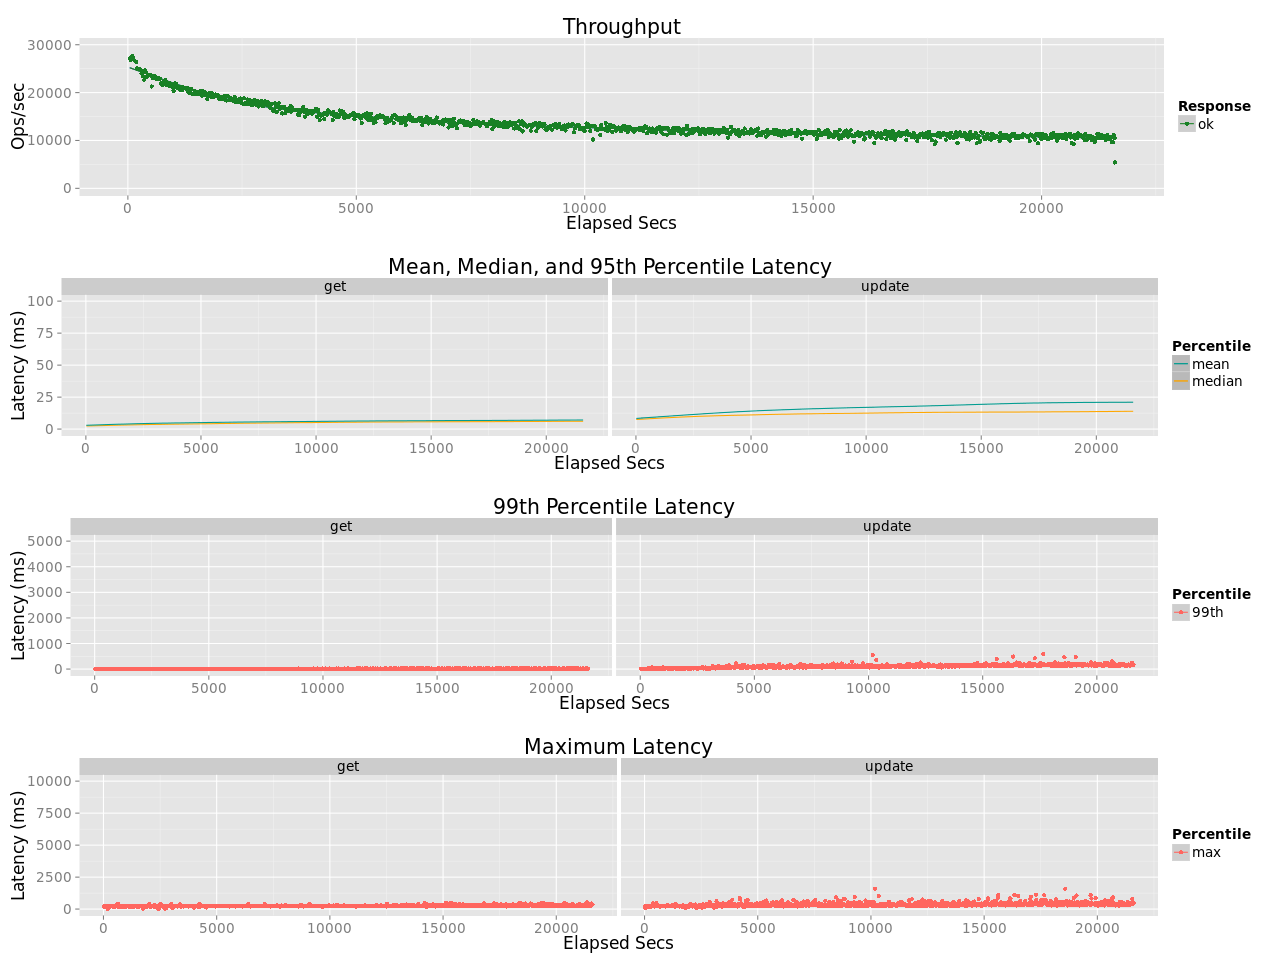 Throughput
Ops/sec
30000
20000
10000
0
0 5000 10000 15000 20000
Elapsed Secs
Response
ok
Mean, Median, and 95th Percentile Latency
get update
Latency (ms)
100
75
50
25
0
0 5000 10000 15000 20000 0 5000 10000 15000 20000
Elapsed Secs
Percentile
mean
median
99th Percentile Latency
get update
Latency (ms)
5000
4000
3000
2000
1000
0
0 5000 10000 15000 20000 0 5000 10000 15000 20000
Elapsed Secs
Percentile
99th
Maximum Latency
get update
Latency (ms)
10000
7500
5000
2500
0
0 5000 10000 15000 20000 0 5000 10000 15000 20000
Elapsed Secs
Percentile
max